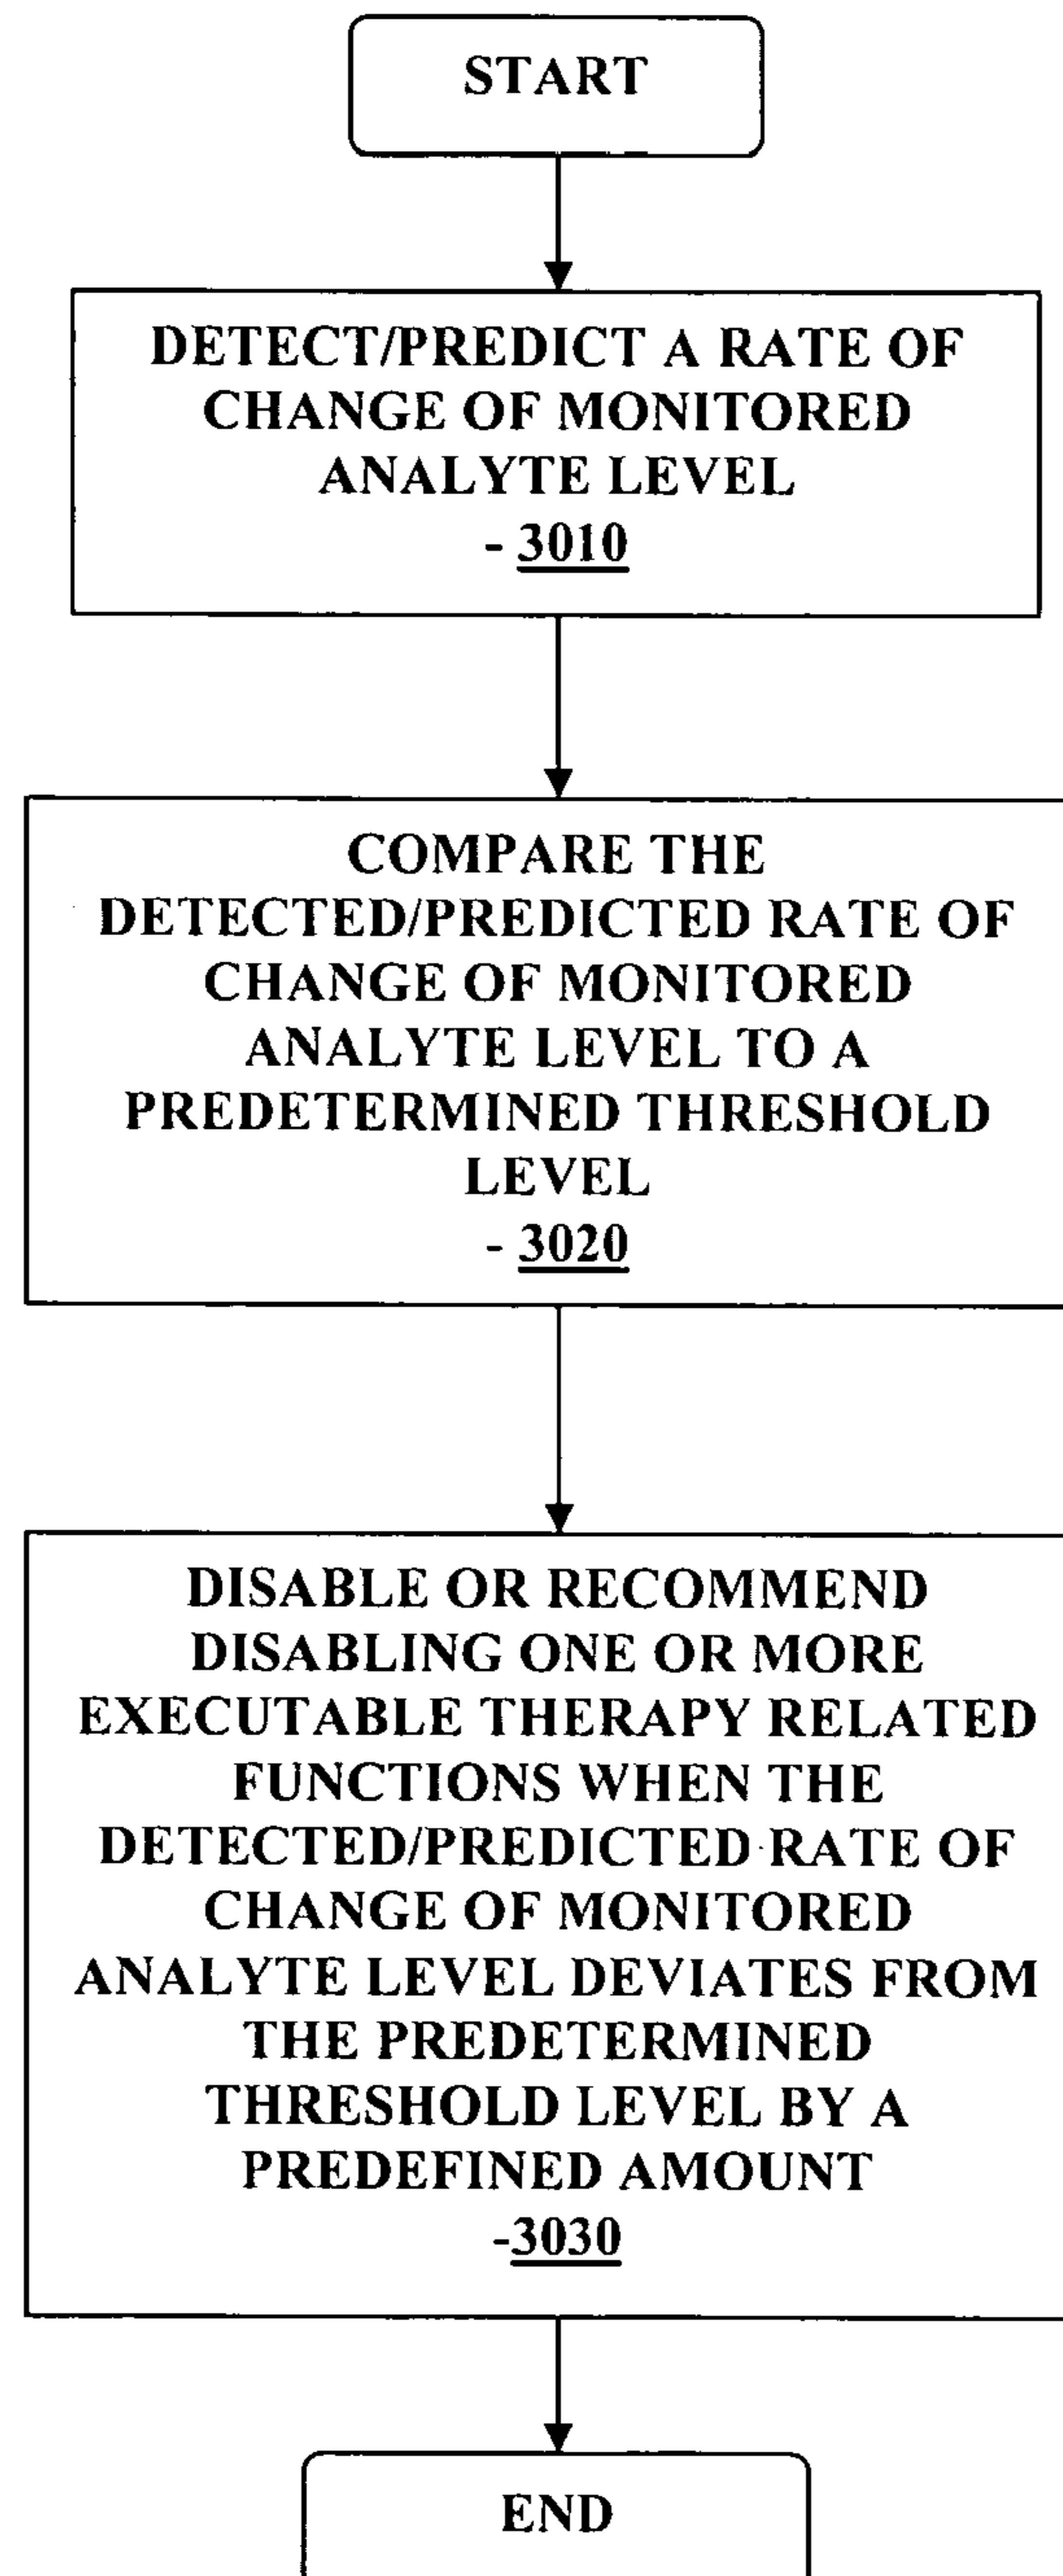 START
DETECT/PREDICT A RATE OF
CHANGE OF MONITORED
ANALYTE LEVEL
- 3010
COMPARE THE
DETECTED/PREDICTED RATE OF
CHANGE OF MONITORED
ANALYTE LEVEL TO A
PREDETERMINED THRESHOLD
LEVEL
- 3020
DISABLE OR RECOMMEND
DISABLING ONE OR MORE
EXECUTABLE THERAPY RELATED
FUNCTIONS WHEN THE
DETECTED/PREDICTED RATE OF
CHANGE OF MONITORED
ANALYTE LEVEL DEVIATES FROM
THE PREDETERMINED
THRESHOLD LEVEL BY A
PREDEFINED AMOUNT
-3030
END